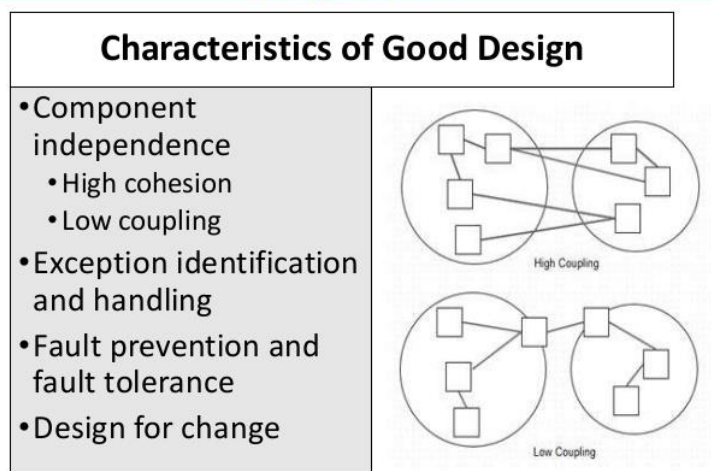 Characteristics of Good Design
•Component
independence
•High cohesion
•Low coupling
•Exception identification
and handling
•Fault prevention and
fault tolerance
•Design for change
High Coupling
Low Coupling